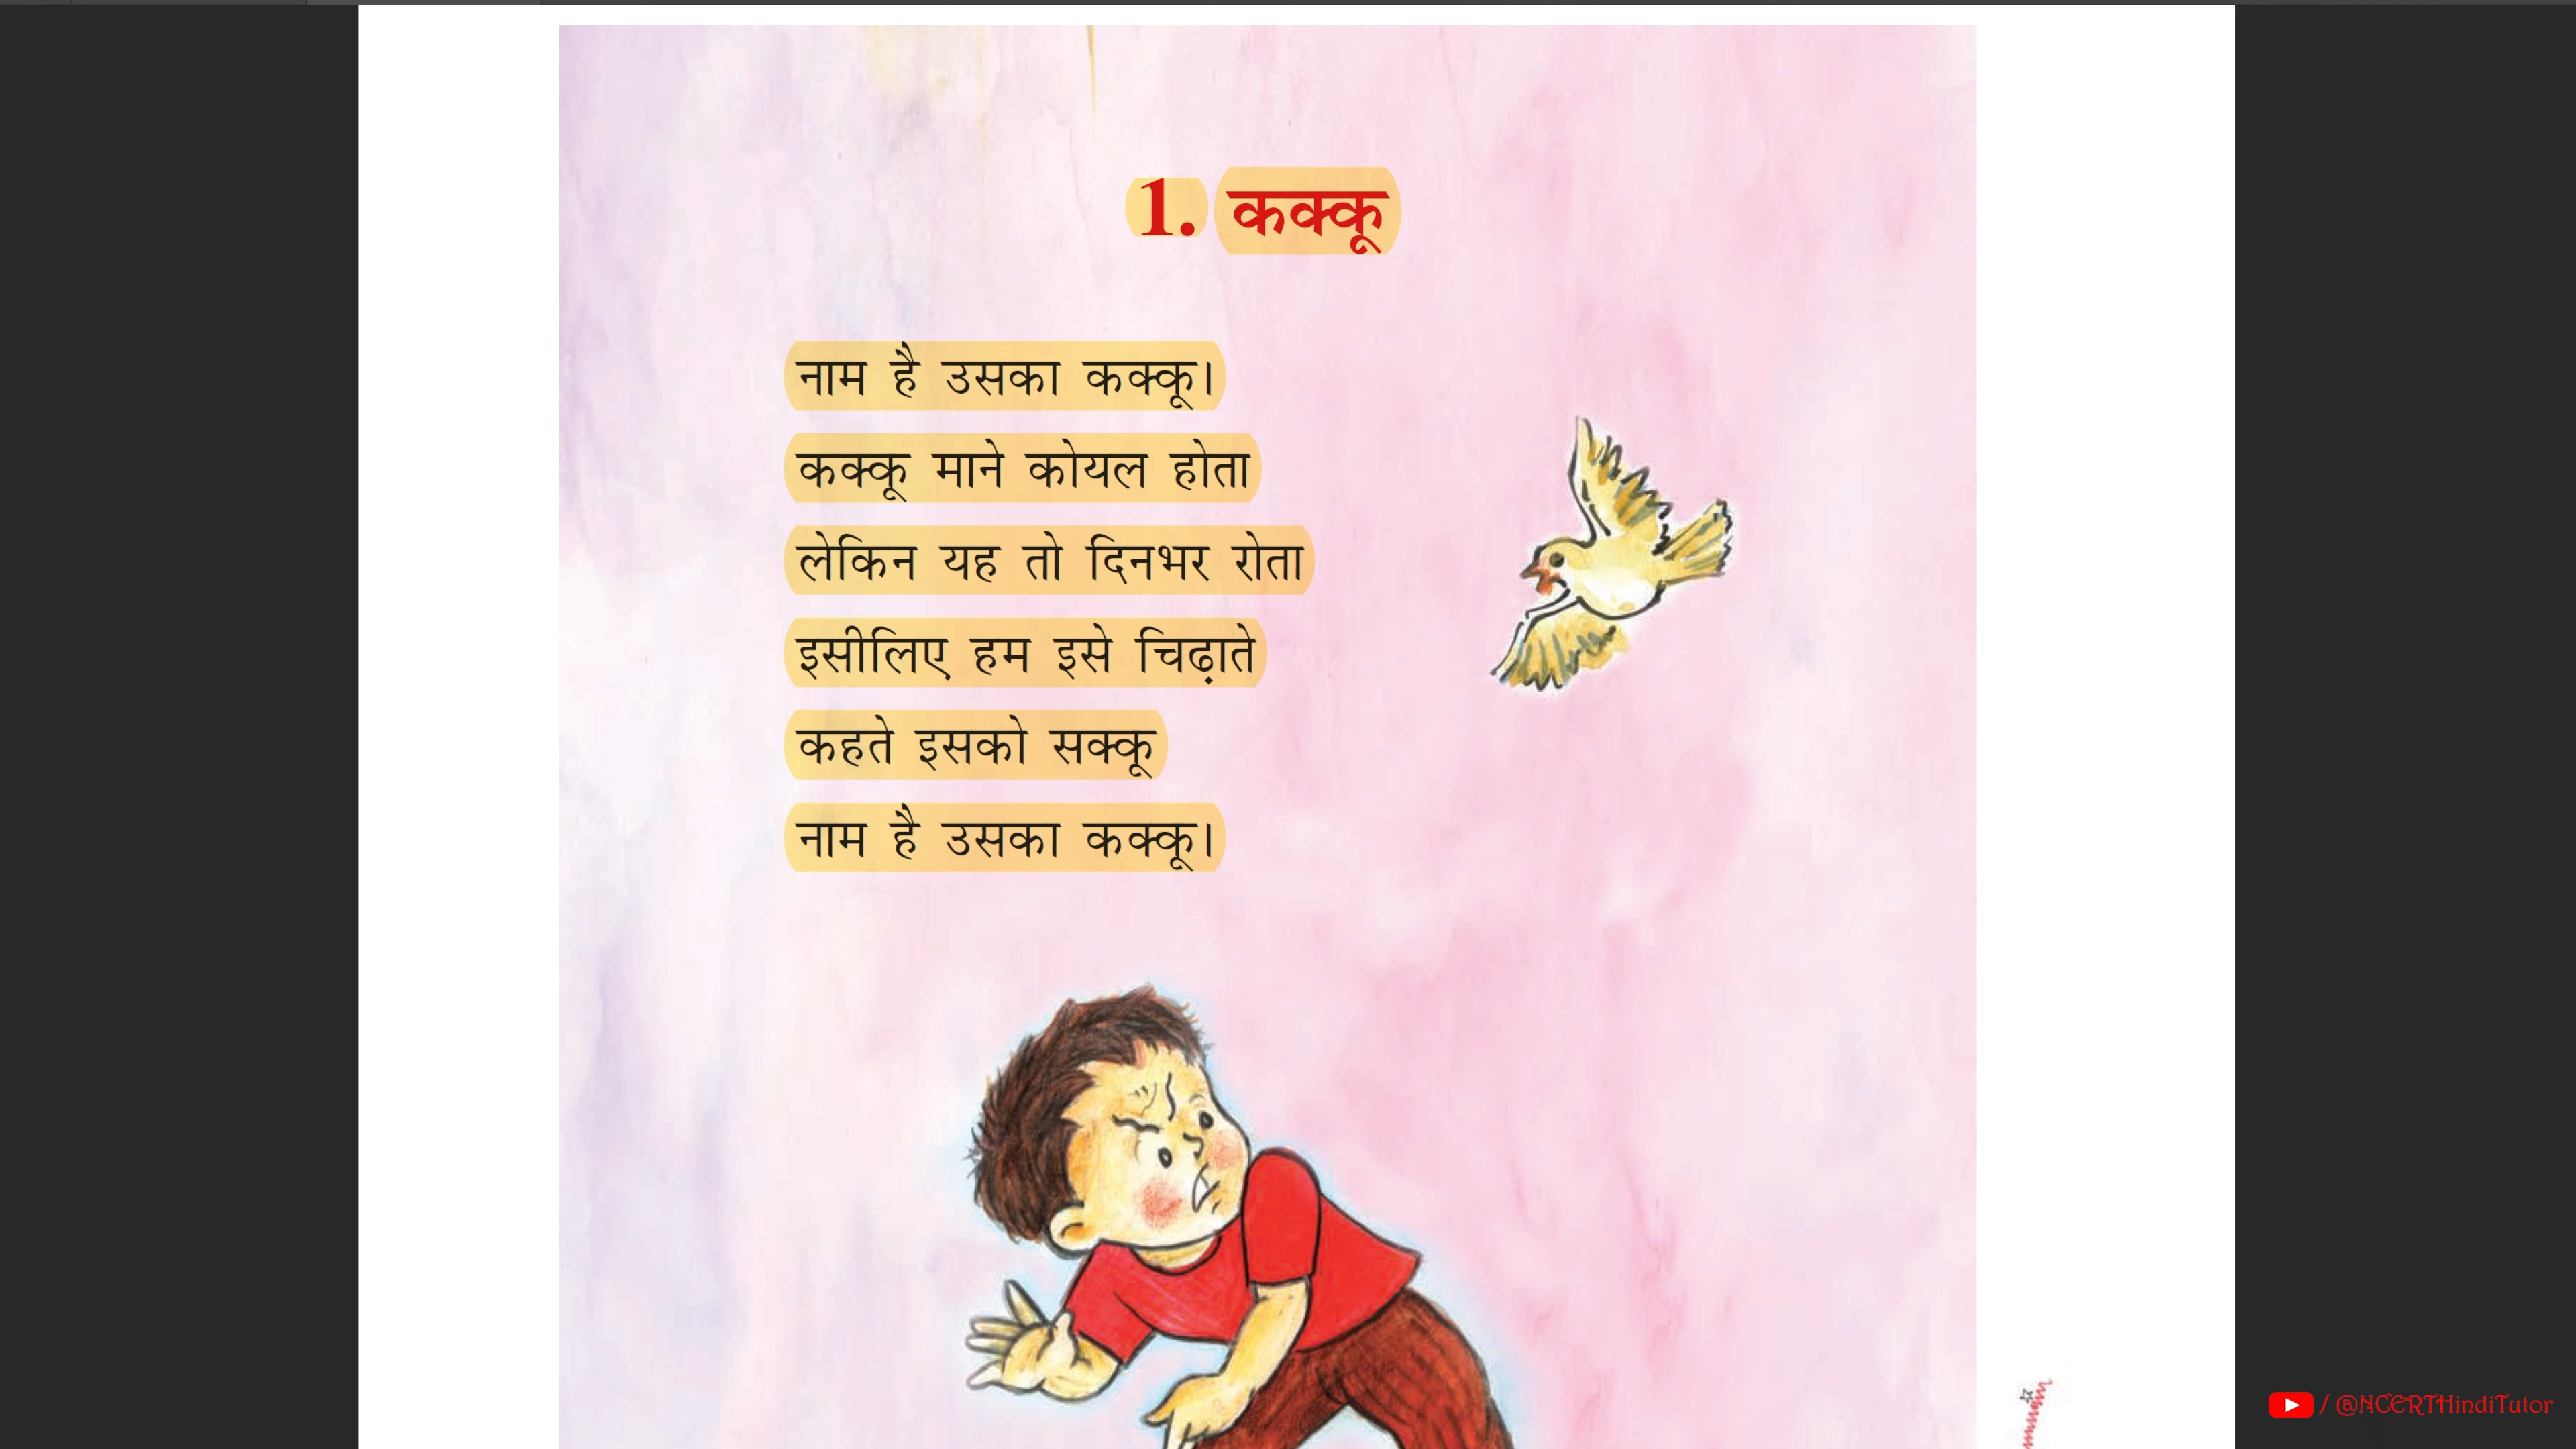 1. कक्कू
नाम है उसका कक्कू।
कक्कू माने कोयल होता
लेकिन यह तो दिनभर रोता
इसीलिए हम इसे चिढ़ाते
कहते इसको सक्कू
नाम है उसका कक्कू।
/ @NCERTHindiTutor